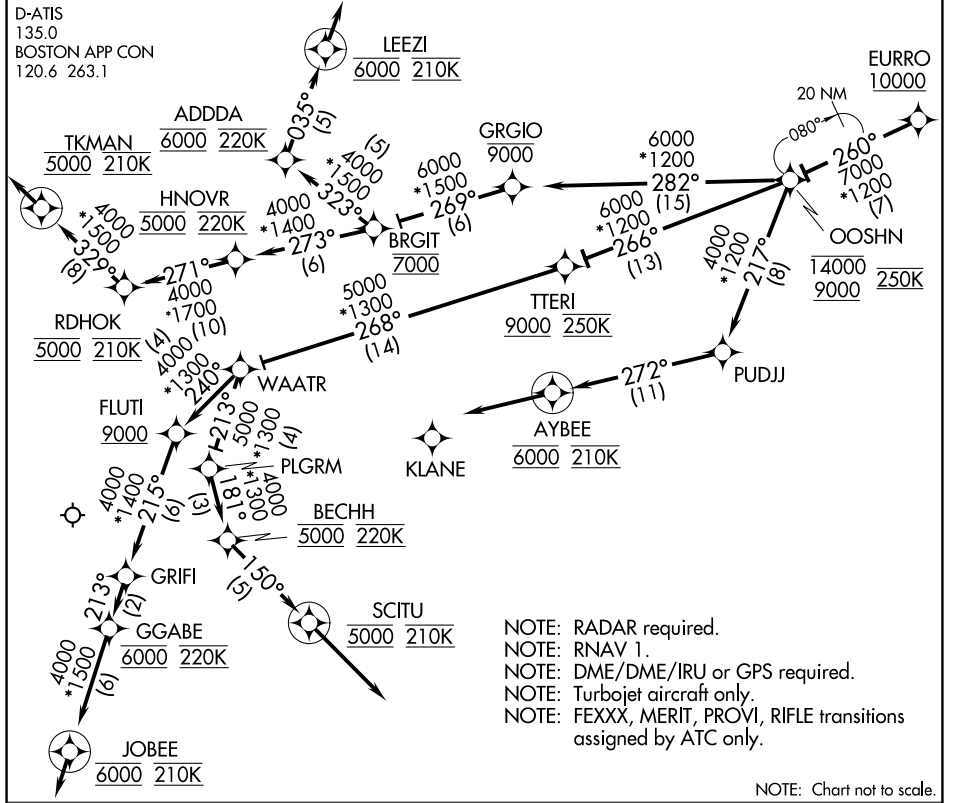 D-ATIS
135.0
BOSTON APP CON
120.6 263.1
LEEZI
6000 210K
EURRO
10000
20 NM
080°
ADDDA
6000 220K
035°
(5)
GRGIO
9000
6000
*1200
282°
(15)
260°
7000
*1200
(7)
TKMAN
5000 210K
(5)
4000
*1500
323°
6000
*1500
269°
(6)
HNOVR
5000 220K
4000
*1400
273°
(6)
BRGIT
7000
6000
*1200
266°
(13)
OOSHN
14000
9000
250K
4000
*1500
329°
(8)
271°
4000
*1700
(10)
4000
*1200
217°
(8)
RDHOK
5000 210K
TTERI
9000 250K
5000
*1300
268°
(14)
(4)
4000
*1300
240°
WAATR
PUDJJ
272°
(11)
FLUTI
9000
213°
5000
*1300
(4)
AYBEE
6000 210K
KLANE
PLGRM
4000
*1300
181°
(3)
4000
*1400
215°
(6)
BECHH
5000 220K
150°
(5)
GRIFI
213°
(2)
GGABE
6000 220K
SCITU
5000 210K
4000
*1500
(6)
JOBEE
6000 210K
NOTE: RADAR required.
NOTE: RNAV 1.
NOTE: DME/DME/IRU or GPS required.
NOTE: Turbojet aircraft only.
NOTE: FEXXX, MERIT, PROVI, RIFLE transitions
assigned by ATC only.
NOTE: Chart not to scale.